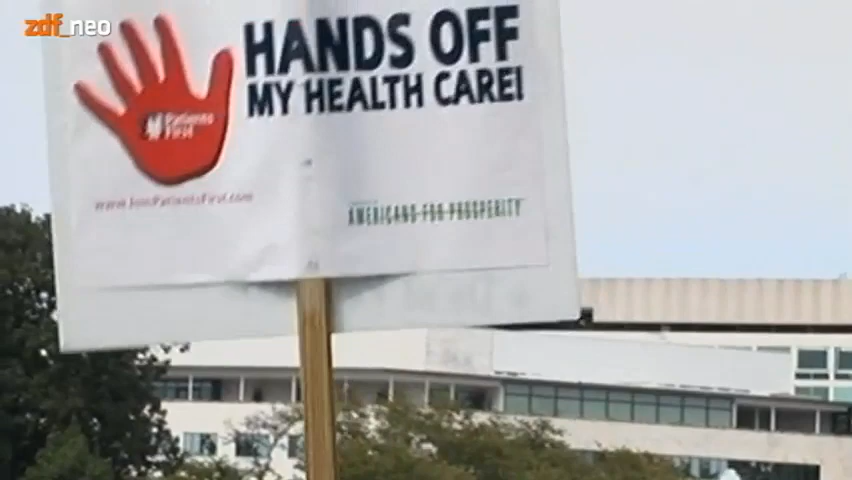 zdf_neo
HANDS OFF
MY HEALTH CARE!
Patients
First
www.JoinPatientsFirst.com
AMERICANS FOR PROSPERITY